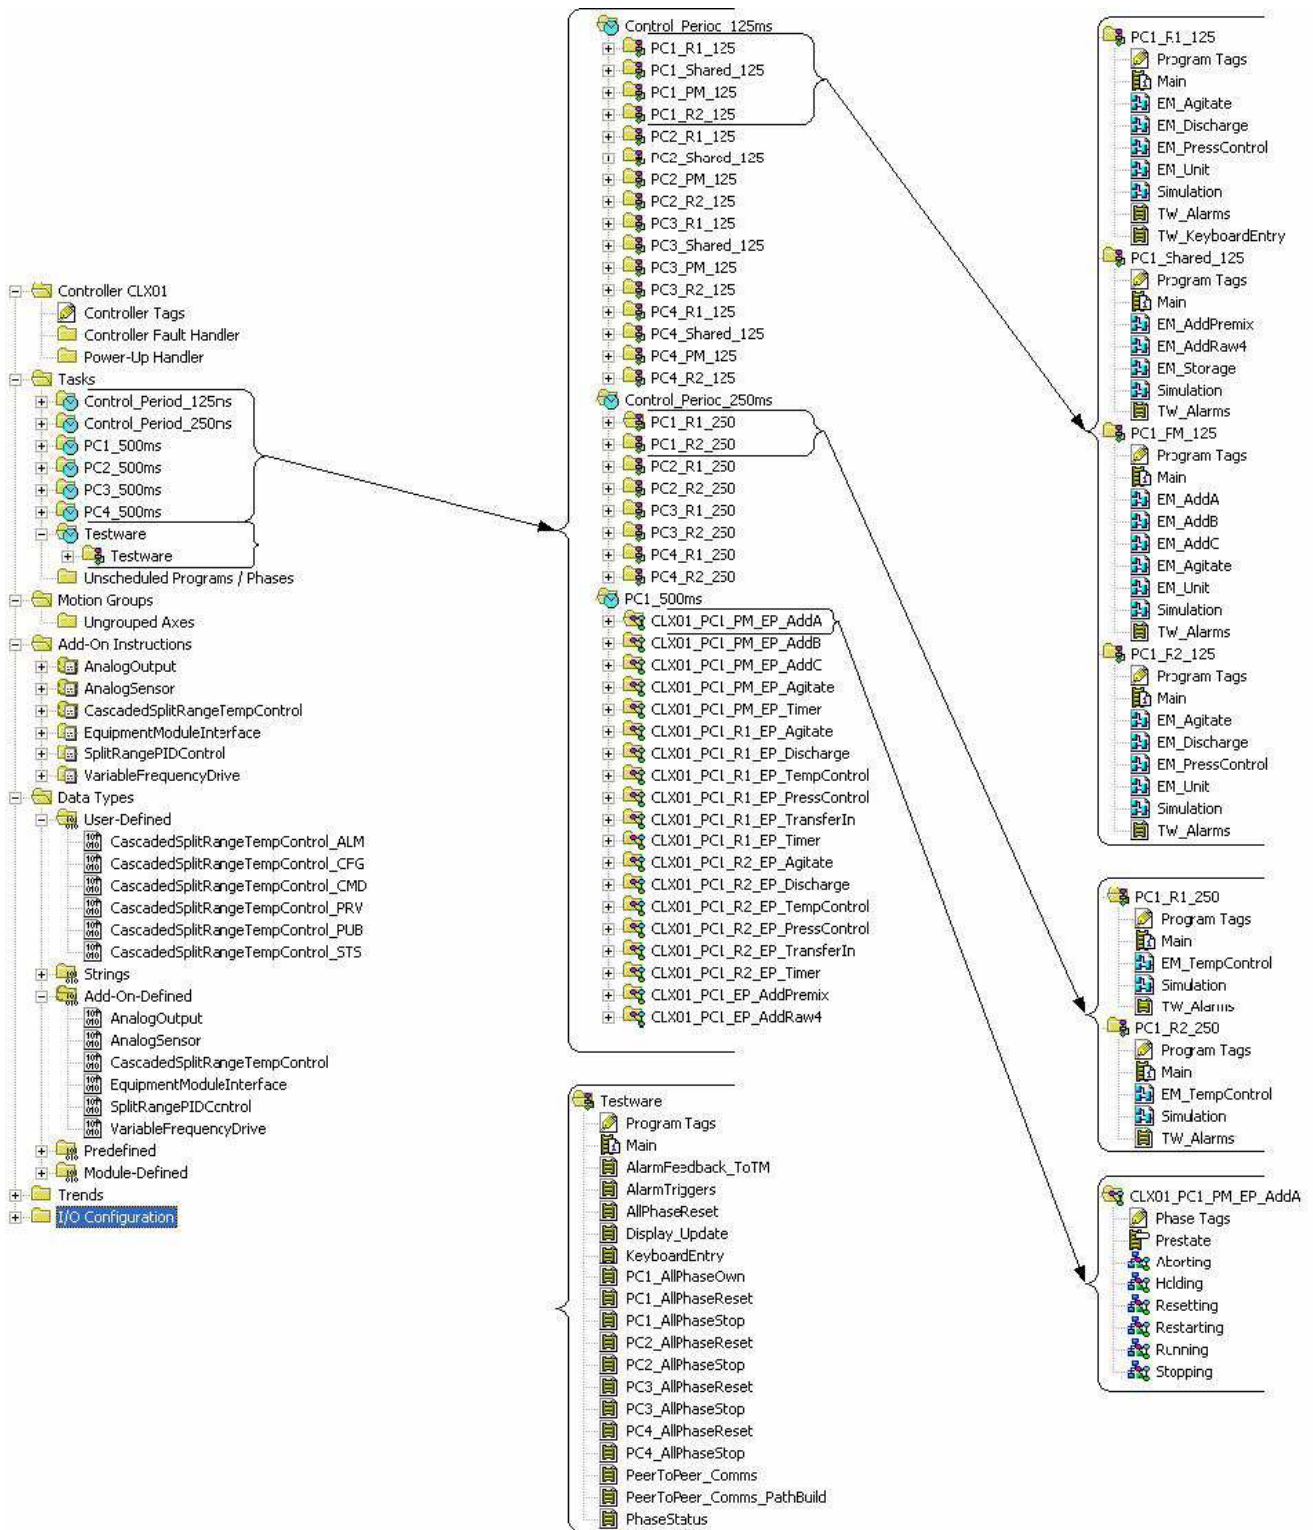 Controller CLX01
Controller Tags
Controller Fault Handler
Power-Up Handler
Tasks
Control_Period_125ms
Control_Period_250ms
PC1_500ms
PC2_500ms
PC3_500ms
PC4_500ms
Testware
Testware
Unscheduled Programs / Phases
Motion Groups
Ungrouped Axes
Add-On Instructions
AnalogOutput
AnalogSensor
CascadedSplitRangeTempControl
EquipmentModuleInterface
SplitRangePIDControl
VariableFrequencyDrive
Data Types
User-Defined
CascadedSplitRangeTempControl_ALM
CascadedSplitRangeTempControl_CFG
CascadedSplitRangeTempControl_CMD
CascadedSplitRangeTempControl_PRV
CascadedSplitRangeTempControl_PUB
CascadedSplitRangeTempControl_STS
Strings
Add-On-Defined
AnalogOutput
AnalogSensor
CascadedSplitRangeTempControl
EquipmentModuleInterface
SplitRangePIDControl
VariableFrequencyDrive
Predefined
Module-Defined
Trends
I/O Configuration
Control_Period_125ms
PC1_R1_125
PC1_Shared_125
PC1_PM_125
PC1_R2_125
PC2_R1_125
PC2_Shared_125
PC2_PM_125
PC2_R2_125
PC3_R1_125
PC3_Shared_125
PC3_PM_125
PC3_R2_125
PC4_R1_125
PC4_Shared_125
PC4_PM_125
PC4_R2_125
Control_Period_250ms
PC1_R1_250
PC1_R2_250
PC2_R1_250
PC2_R2_250
PC3_R1_250
PC3_R2_250
PC4_R1_250
PC4_R2_250
PC1_500ms
CLX01_PC1_PM_EP_AddA
CLX01_PC1_PM_EP_AddB
CLX01_PC1_PM_EP_AddC
CLX01_PC1_PM_EP_Agitate
CLX01_PC1_PM_EP_Timer
CLX01_PC1_R1_EP_Agitate
CLX01_PC1_R1_EP_Discharge
CLX01_PC1_R1_EP_TempControl
CLX01_PC1_R1_EP_PressControl
CLX01_PC1_R1_EP_TransferIn
CLX01_PC1_R1_EP_Timer
CLX01_PC1_R2_EP_Agitate
CLX01_PC1_R2_EP_Discharge
CLX01_PC1_R2_EP_TempControl
CLX01_PC1_R2_EP_PressControl
CLX01_PC1_R2_EP_TransferIn
CLX01_PC1_R2_EP_Timer
CLX01_PC1_EP_AddPremix
CLX01_PC1_EP_AddRaw4
Testware
Program Tags
Main
AlarmFeedback_ToTM
AlarmTriggers
AllPhaseReset
Display_Update
KeyboardEntry
PC1_AllPhaseOwn
PC1_AllPhaseReset
PC1_AllPhaseStop
PC2_AllPhaseReset
PC2_AllPhaseStop
PC3_AllPhaseReset
PC3_AllPhaseStop
PC4_AllPhaseReset
PC4_AllPhaseStop
PeerToPeer_Comms
PeerToPeer_Comms_PathBuild
PhaseStatus
PC1_R1_125
Program Tags
Main
EM_Agitate
EM_Discharge
EM_PressControl
EM_Unit
Simulation
TW_Alarms
TW_KeyboardEntry
PC1_Shared_125
Program Tags
Main
EM_AddPremix
EM_AddRaw4
EM_Storage
Simulation
TW_Alarms
PC1_PM_125
Program Tags
Main
EM_AddA
EM_AddB
EM_AddC
EM_Agitate
EM_Unit
Simulation
TW_Alarms
PC1_R2_125
Program Tags
Main
EM_Agitate
EM_Discharge
EM_PressControl
EM_Unit
Simulation
TW_Alarms
PC1_R1_250
Program Tags
Main
EM_TempControl
Simulation
TW_Alarms
PC1_R2_250
Program Tags
Main
EM_TempControl
Simulation
TW_Alarms
CLX01_PC1_PM_EP_AddA
Phase Tags
Prestate
Aborting
Holding
Resetting
Restarting
Running
Stopping